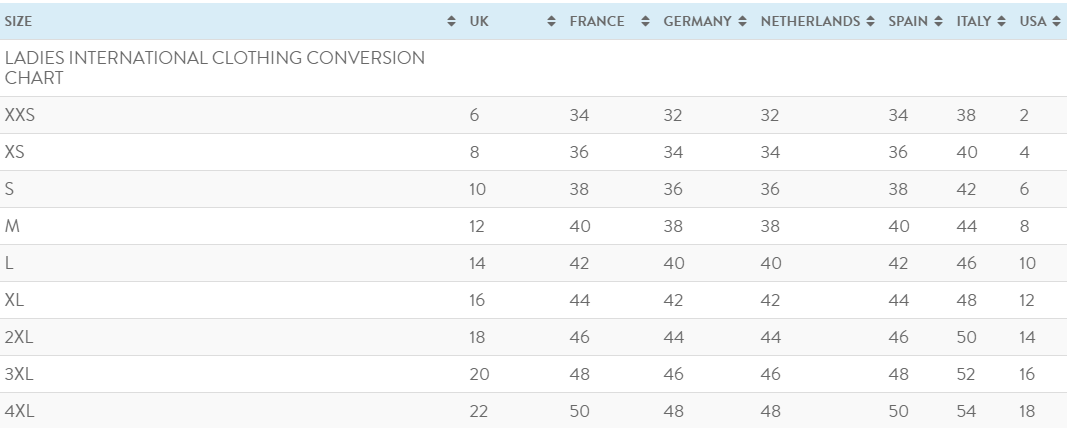 SIZE UK FRANCE GERMANY NETHERLANDS SPAIN ITALY USA
LADIES INTERNATIONAL CLOTHING CONVERSION
CHART
XXS 6 34 32 32 34 38 2
XS 8 36 34 34 36 40 4
S 10 38 36 36 38 42 6
M 12 40 38 38 40 44 8
L 14 42 40 40 42 46 10
XL 16 44 42 42 44 48 12
2XL 18 46 44 44 46 50 14
3XL 20 48 46 46 48 52 16
4XL 22 50 48 48 50 54 18